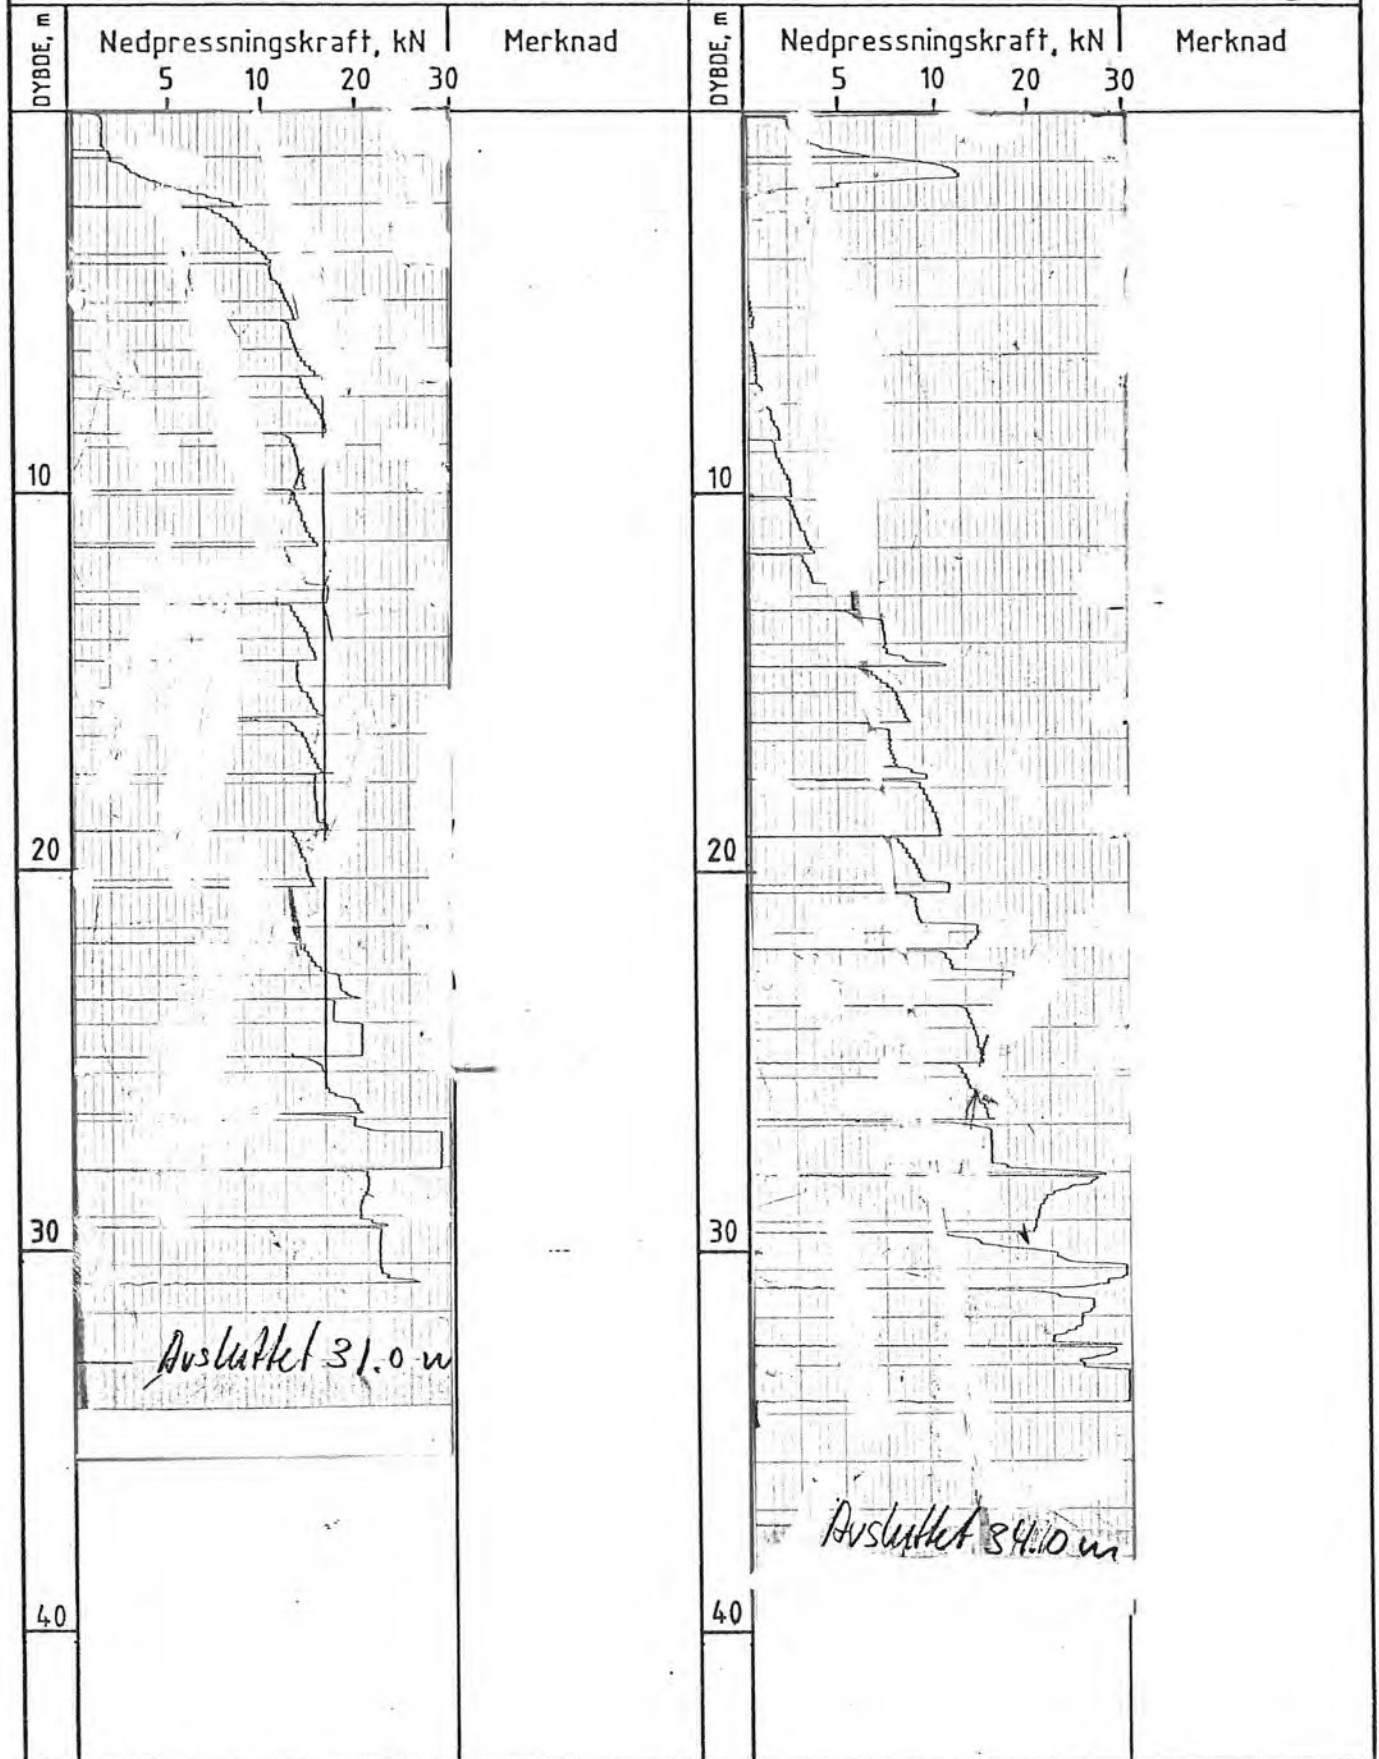 DYBDE, m
Nedpressningskraft, kN
Merknad
5 10 20 30
10
20
30
Avsluttet 31.0 m
40
DYBDE, m
Nedpressningskraft, kN
Merknad
5 10 20 30
10
20
30
Avsluttet 34.10 m
40